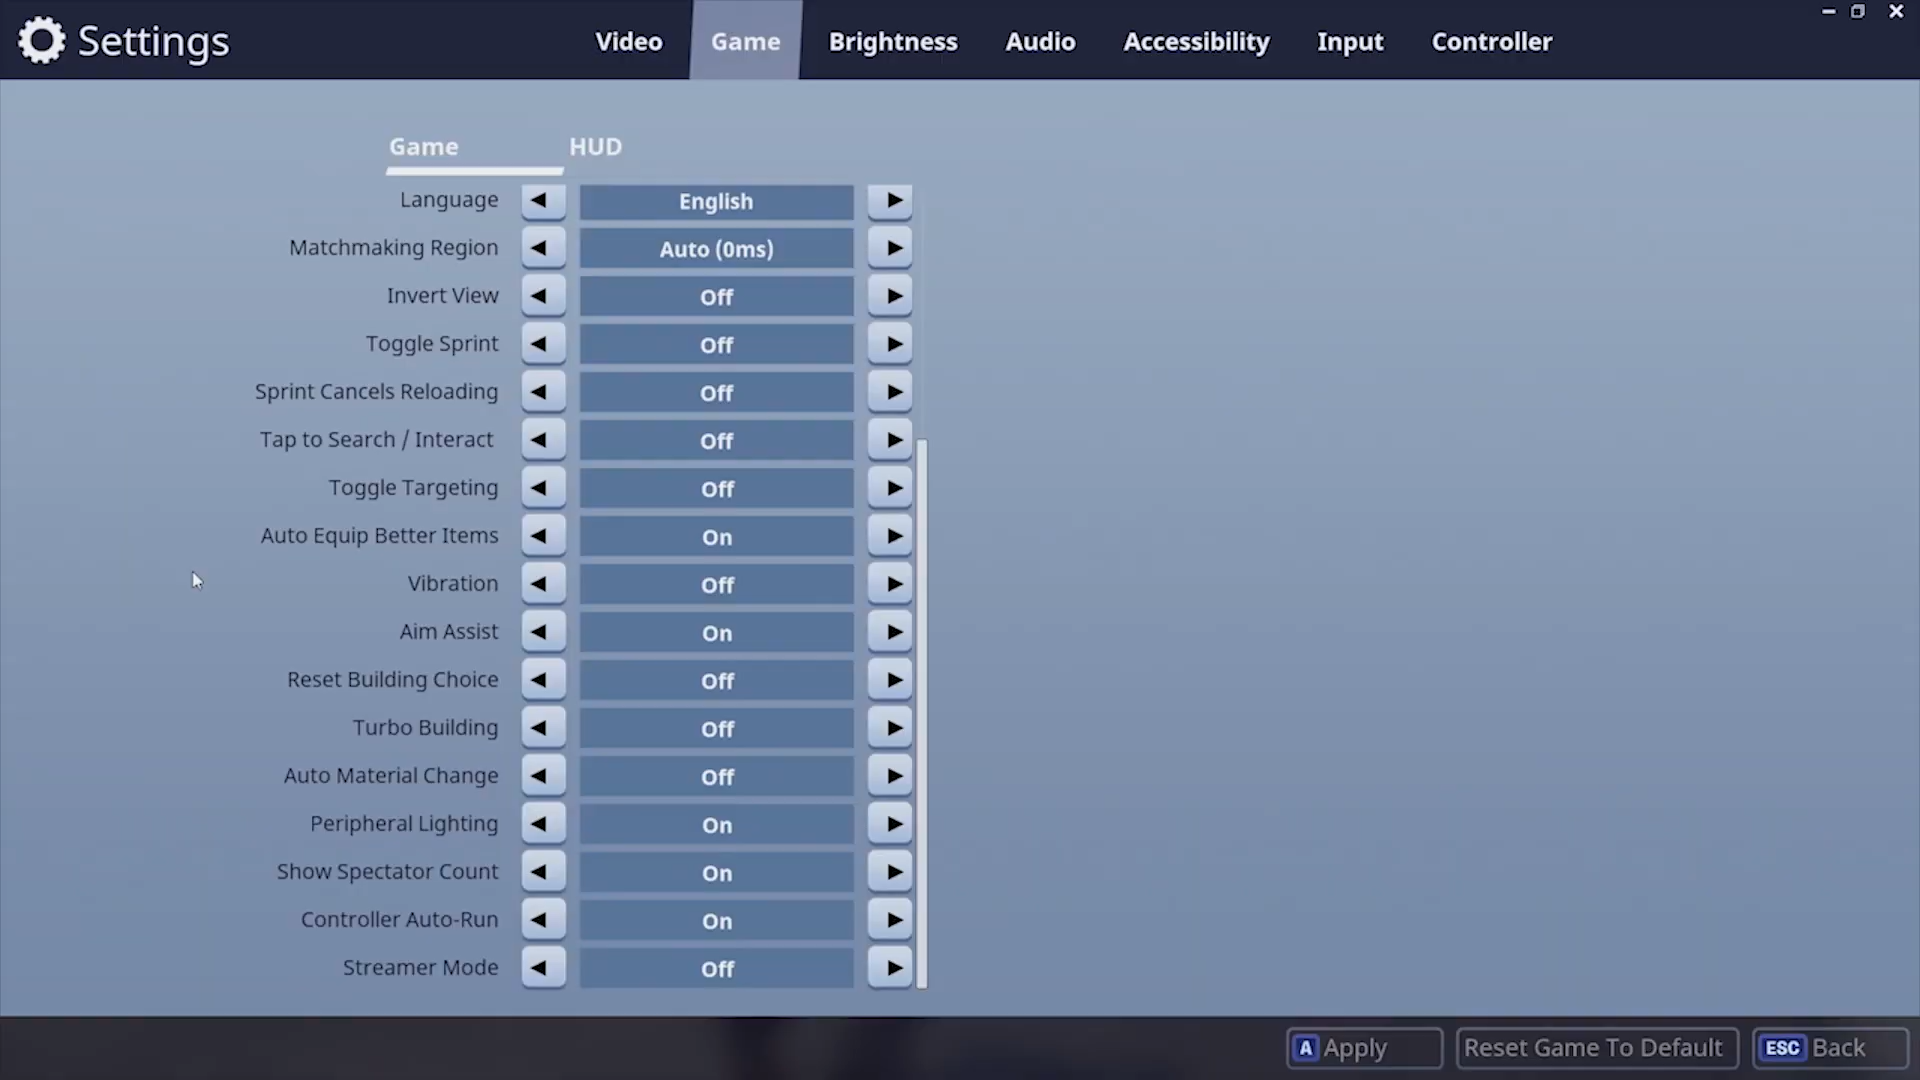 Settings
Video Game Brightness Audio Accessibility Input Controller
Game HUD
Language English
Matchmaking Region Auto (0ms)
Invert View Off
Toggle Sprint Off
Sprint Cancels Reloading Off
Tap to Search / Interact Off
Toggle Targeting Off
Auto Equip Better Items On
Vibration Off
Aim Assist On
Reset Building Choice Off
Turbo Building Off
Auto Material Change Off
Peripheral Lighting On
Show Spectator Count On
Controller Auto-Run On
Streamer Mode Off
A Apply Reset Game To Default ESC Back